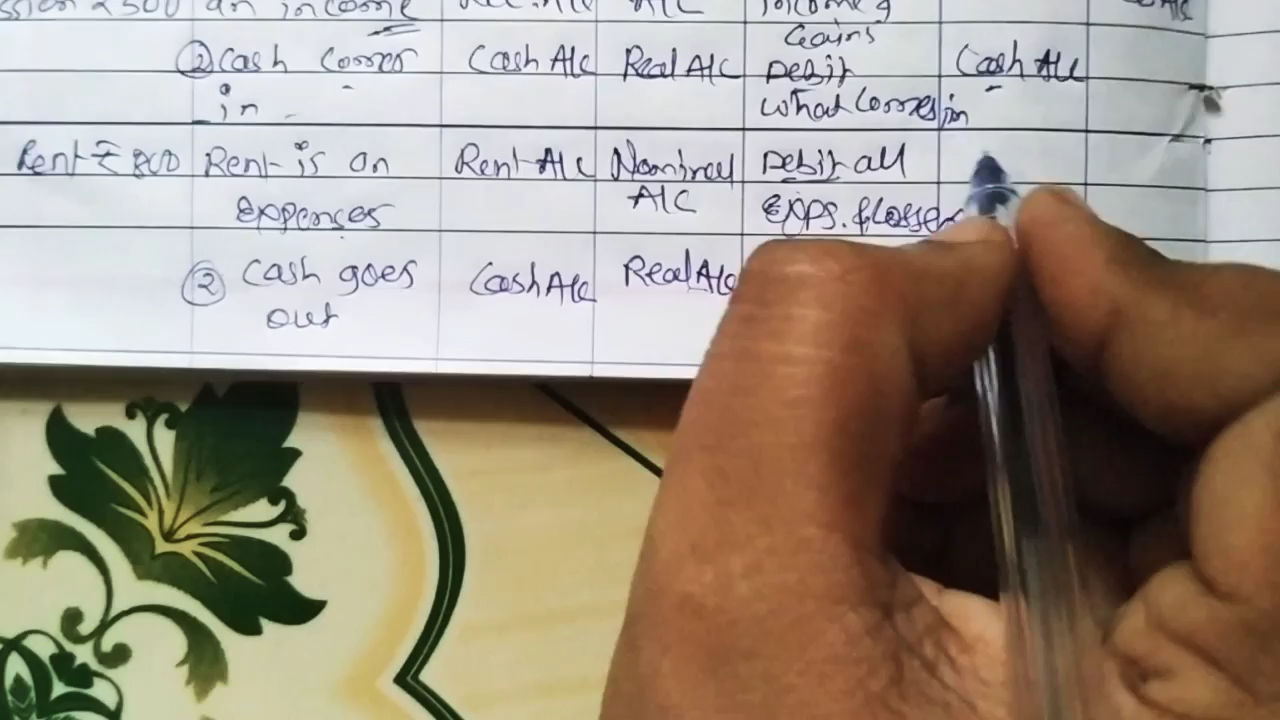 2500 an income
Gains
② Cash comes Cash A/c Real A/c Debit Cash A/c
in what comes in
Rent ₹ 800 Rent is an Rent A/c Nominal Debit all
Expenses A/c Exps. & Losses
② Cash goes Cash A/c Real A/c
out